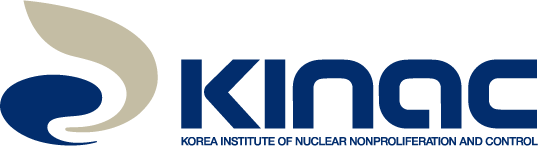 KINAC
KOREA INSTITUTE OF NUCLEAR NONPROLIFERATION AND CONTROL